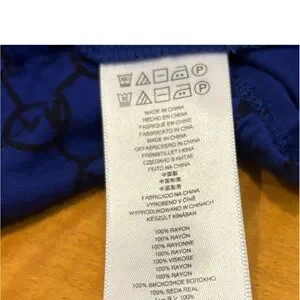 MADE IN CHINA
HECHO EN CHINA
FABRIQUÉ EN CHINE
FABBRICATO IN CINA
MADE IN CHINA
GEFABRICEERD IN CHINA
FREMSTILLET I KINA
СДЕЛАНО В КИТАЕ
FEITO NA CHINA
中国製
中国制造
中國製造
FABRICADO NA CHINA
VYROBENO V ČÍNĚ
WYPRODUKOWANO W CHINACH
KÉSZÜLT KINÁBAN
100% RAYON
100% RAYON
100% RAYONNE
100% RAYON
100% VISKOSE
100% RAYON
100% RAYON
100% ВИСКОЗНОЕ ВОЛОКНО
100% SEDA REAL
100%